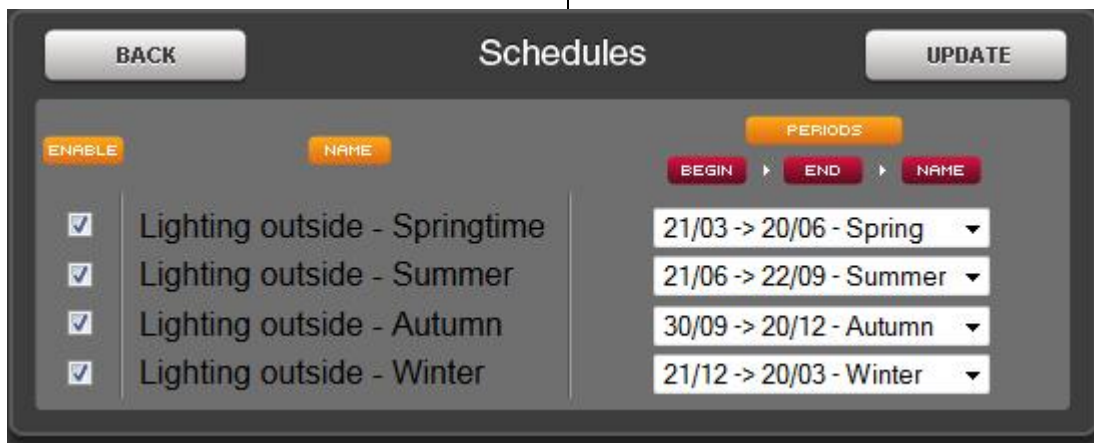 BACK Schedules UPDATE
PERIODS
ENABLE NAME BEGIN END NAME
Lighting outside - Springtime 21/03 -> 20/06 - Spring
Lighting outside - Summer 21/06 -> 22/09 - Summer
Lighting outside - Autumn 30/09 -> 20/12 - Autumn
Lighting outside - Winter 21/12 -> 20/03 - Winter